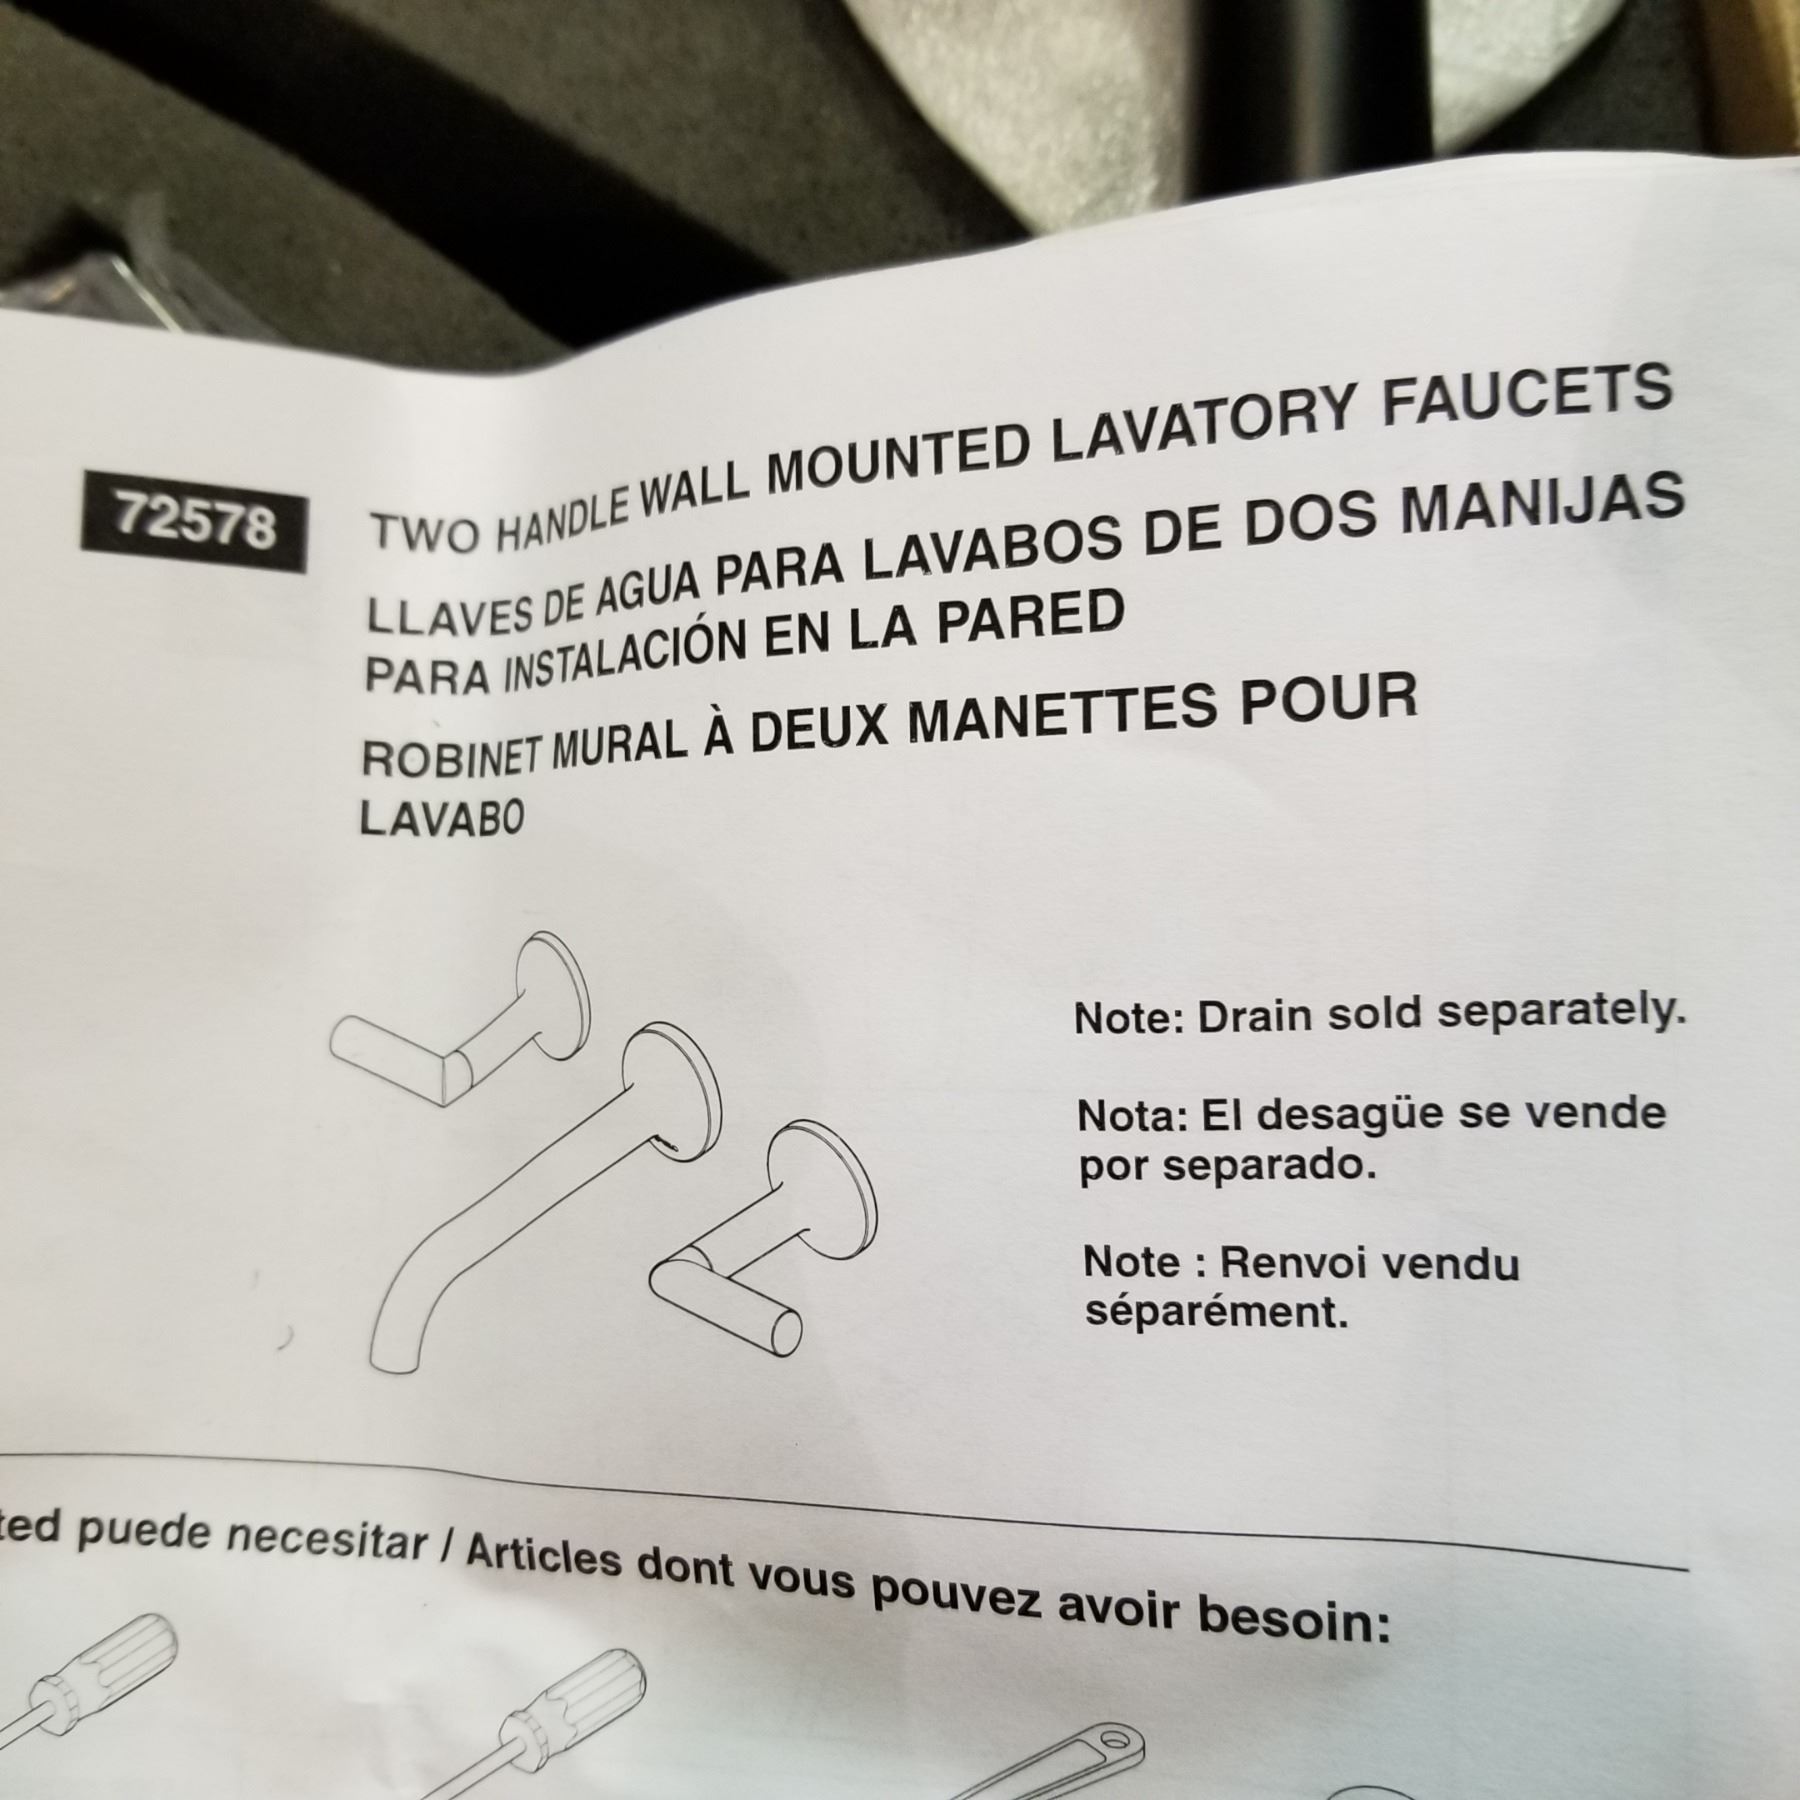 72578
TWO HANDLE WALL MOUNTED LAVATORY FAUCETS
LLAVES DE AGUA PARA LAVABOS DE DOS MANIJAS
PARA INSTALACIÓN EN LA PARED
ROBINET MURAL À DEUX MANETTES POUR
LAVABO
Note: Drain sold separately.
Nota: El desagüe se vende
por separado.
Note : Renvoi vendu
séparément.
ted puede necesitar / Articles dont vous pouvez avoir besoin: